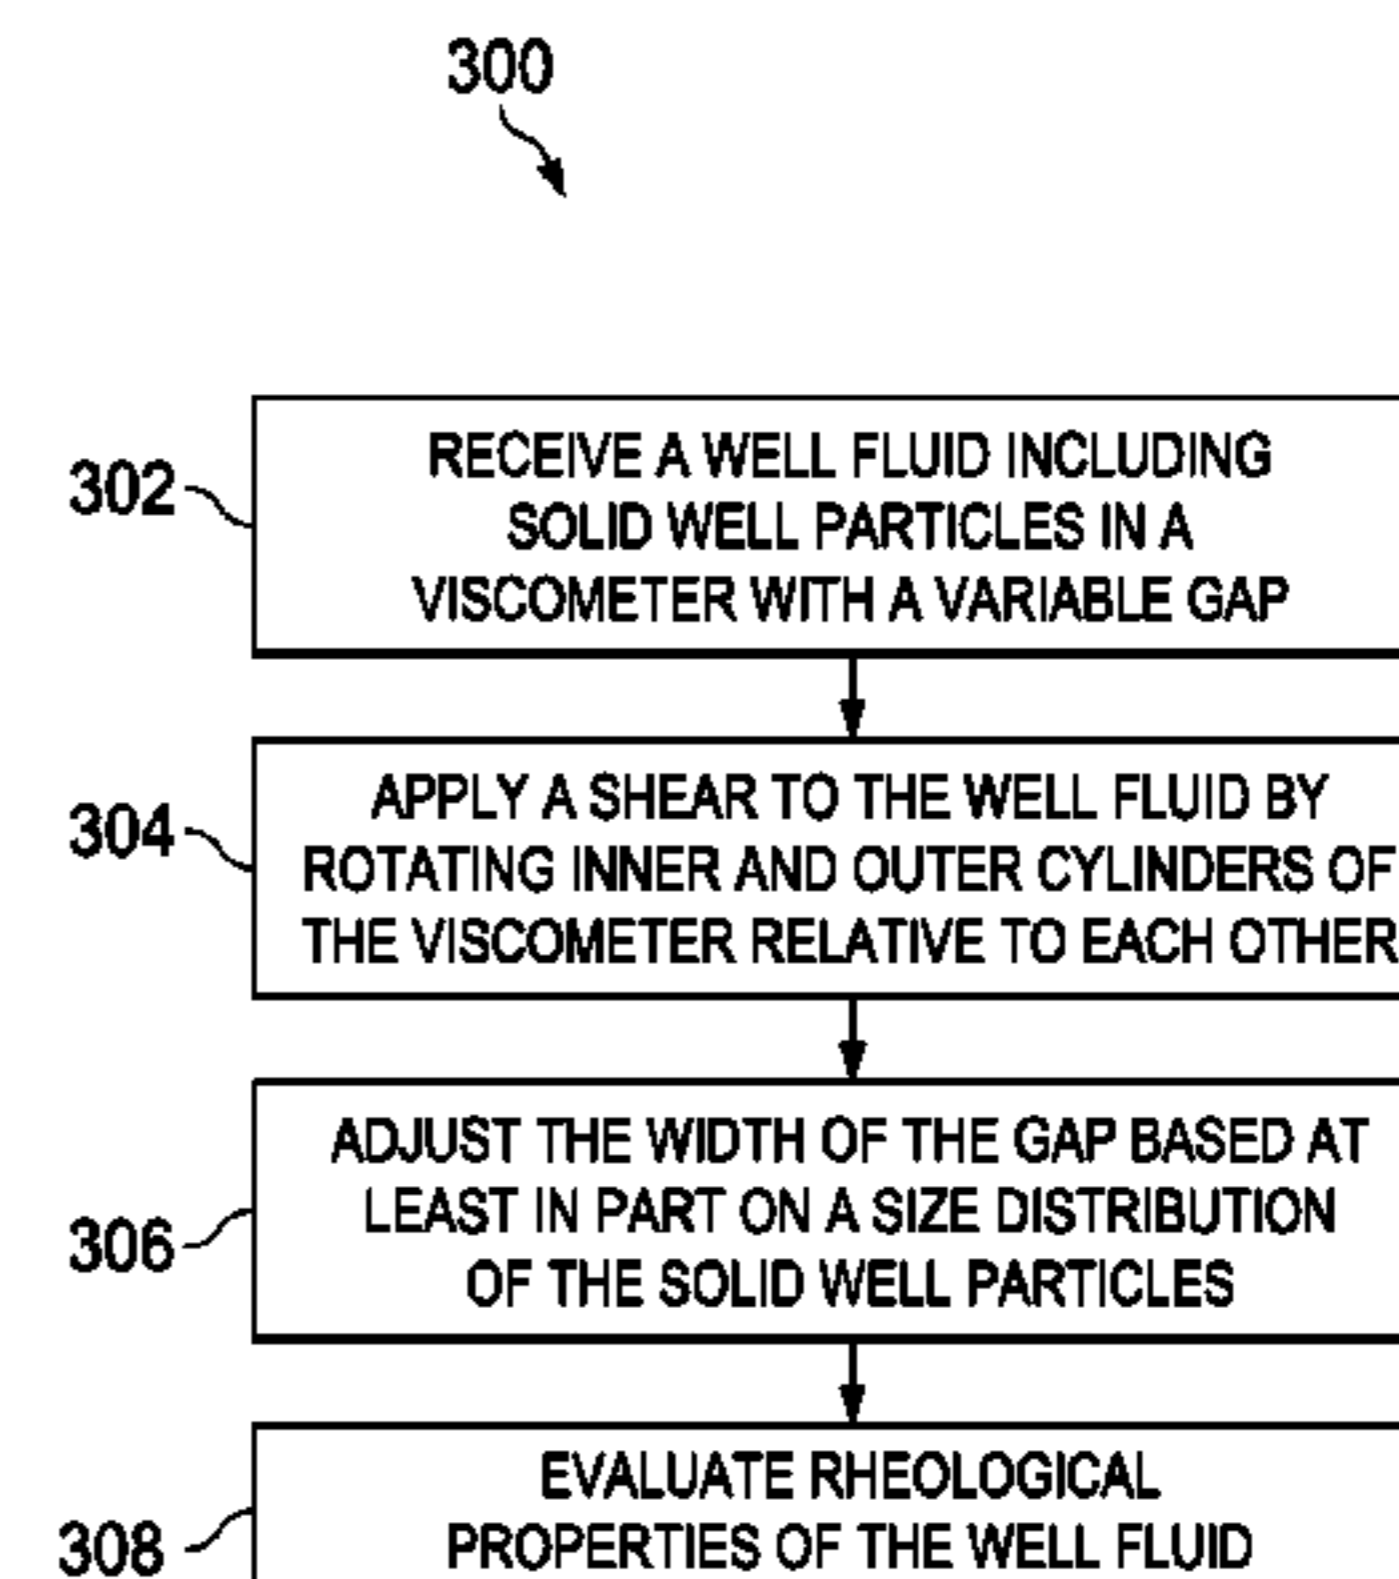 300
302
RECEIVE A WELL FLUID INCLUDING
SOLID WELL PARTICLES IN A
VISCOMETER WITH A VARIABLE GAP
304
APPLY A SHEAR TO THE WELL FLUID BY
ROTATING INNER AND OUTER CYLINDERS OF
THE VISCOMETER RELATIVE TO EACH OTHER
306
ADJUST THE WIDTH OF THE GAP BASED AT
LEAST IN PART ON A SIZE DISTRIBUTION
OF THE SOLID WELL PARTICLES
308
EVALUATE RHEOLOGICAL
PROPERTIES OF THE WELL FLUID